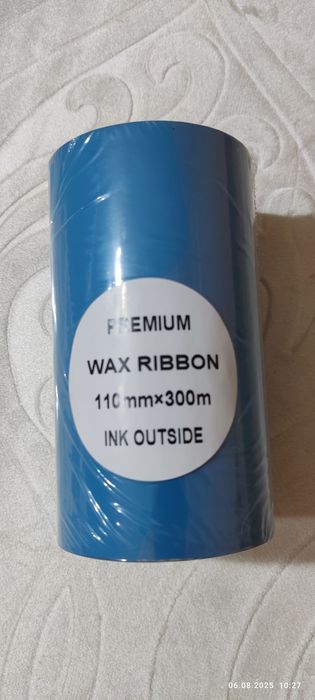 PREMIUM
WAX RIBBON
110mm×300m
INK OUTSIDE
06.08.2025 10:27